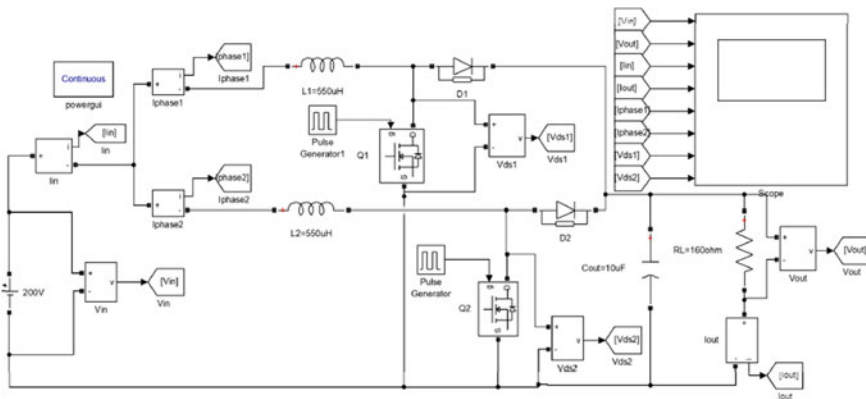 Continuous
powergui
[Iin]
Iin
Iin
Iphase1
[phase1]
Iphase1
L1=550uH
D1
Pulse
Generator1
Q1
g
D
S
Vds1
[Vds1]
Vds1
Iphase2
[phase2]
Iphase2
L2=550uH
D2
Pulse
Generator
Q2
g
D
S
Vds2
[Vds2]
Vds2
200V
Vin
[Vin]
Vin
Cout=10uF
RL=160ohm
Vout
[Vout]
Vout
Iout
[Iout]
Iout
[Vin]
[Vout]
[Iin]
[Iout]
[Iphase1]
[Iphase2]
[Vds1]
[Vds2]
Scope